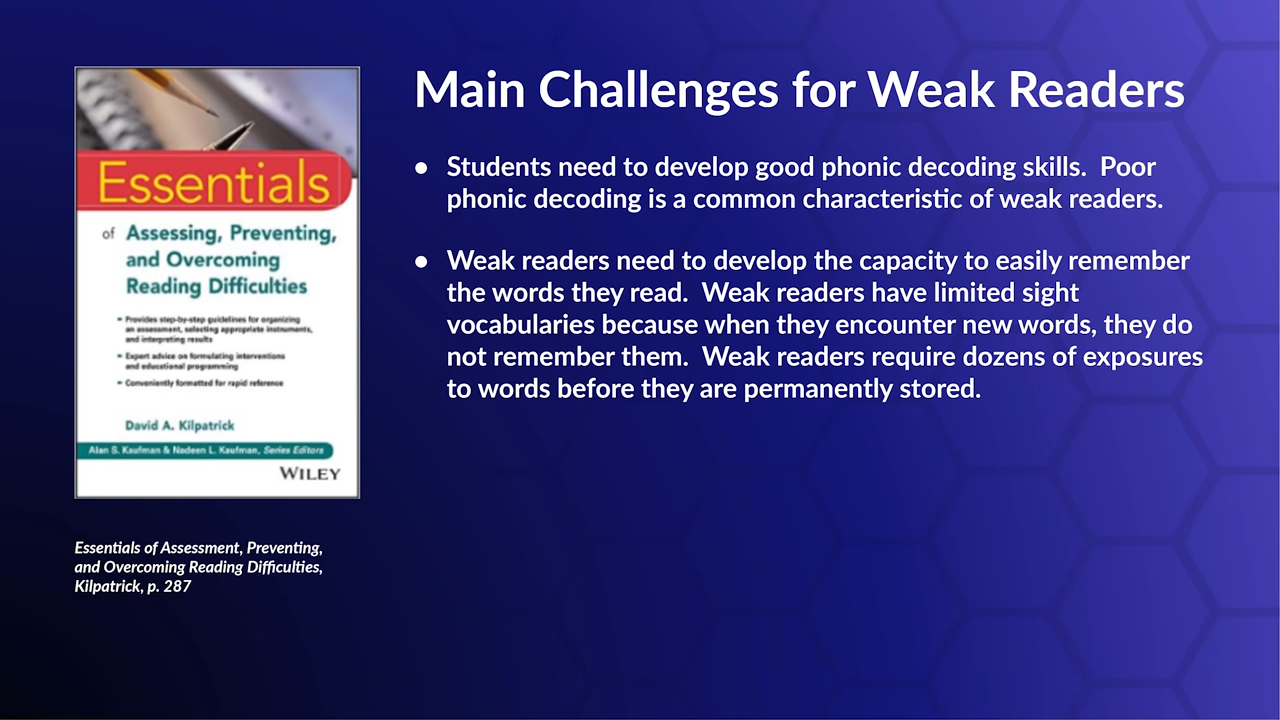 Main Challenges for Weak Readers
• Students need to develop good phonic decoding skills.  Poor
phonic decoding is a common characteristic of weak readers.
• Weak readers need to develop the capacity to easily remember
the words they read.  Weak readers have limited sight
vocabularies because when they encounter new words, they do
not remember them.  Weak readers require dozens of exposures
to words before they are permanently stored.
Essentials
of Assessing, Preventing,
and Overcoming
Reading Difficulties
Provides step-by-step guidelines for organizing
an assessment, selecting appropriate instruments,
and interpreting results
Expert advice on formulating interventions
and educational programming
Conveniently formatted for rapid reference
David A. Kilpatrick
Alan S. Kaufman & Nadeen L. Kaufman, Series Editors
WILEY
Essentials of Assessment, Preventing,
and Overcoming Reading Difficulties,
Kilpatrick, p. 287